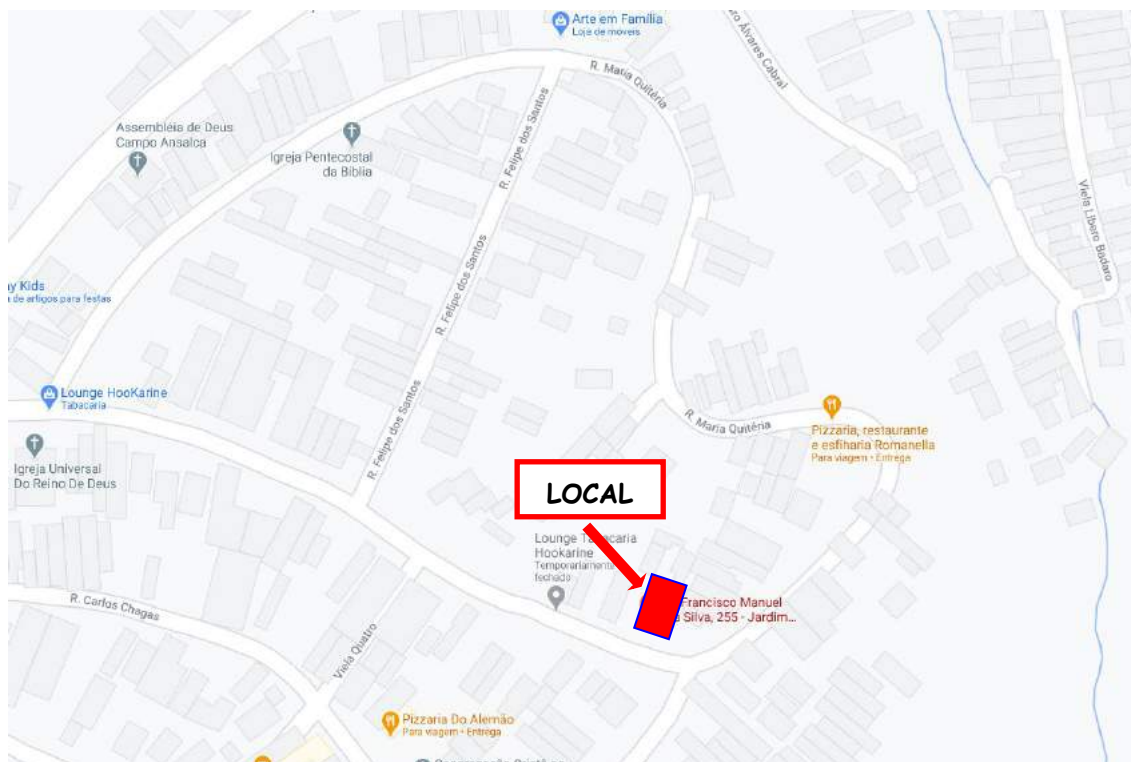 Arte em Família
Loja de móveis
R. Maria Quitéria
Álvares Cabral
Assembleia de Deus
Campo Ansalca
Igreja Pentecostal
da Bíblia
R. Felipe dos Santos
Viela Líbero Badaró
R. Felipe dos Santos
Kids
de artigos para festas
Lounge HooKarine
Tabacaria
R. Felipe dos Santos
R. Maria Quitéria
Pizzaria, restaurante
e esfiharia Romanella
Para viagem • Entrega
Igreja Universal
Do Reino De Deus
LOCAL
Lounge Tabacaria
Hookarine
Temporariamente
fechado
Francisco Manuel
Silva, 255 - Jardim...
R. Carlos Chagas
Viela Quatro
Pizzaria Do Alemão
Para viagem • Entrega